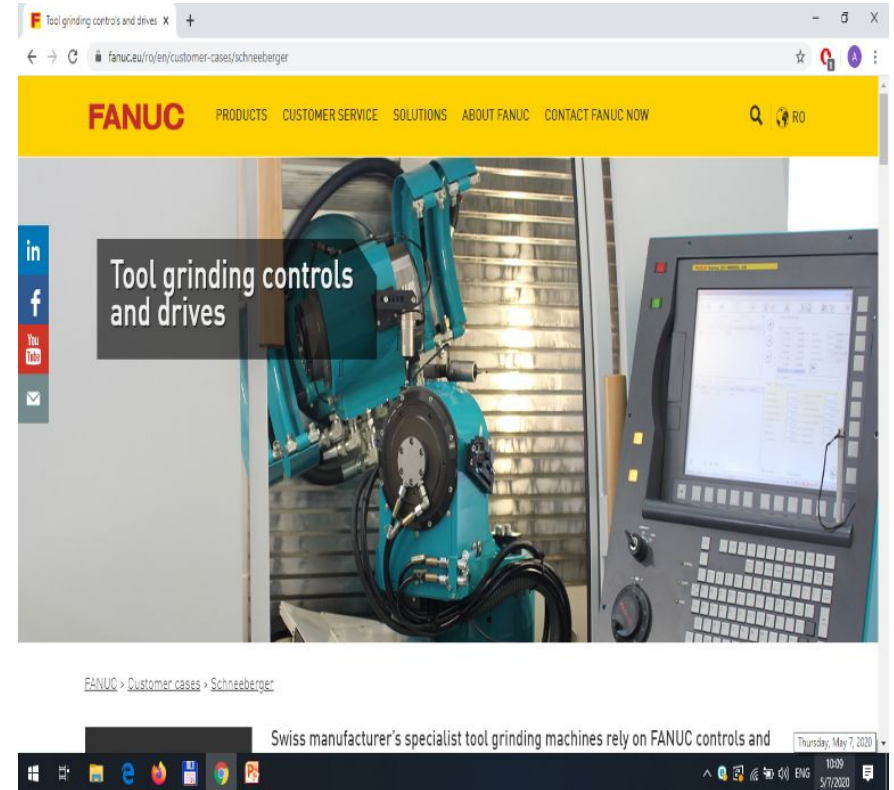 Tool grinding controls and drives
fanuc.eu/ro/en/customer-cases/schneeberger
A
FANUC
PRODUCTS CUSTOMER SERVICE SOLUTIONS ABOUT FANUC CONTACT FANUC NOW
RO
in
f
You
Tube
Tool grinding controls
and drives
FANUC > Customer cases > Schneeberger
Swiss manufacturer's specialist tool grinding machines rely on FANUC controls and
Thursday, May 7, 2020
ENG
10:09
5/7/2020